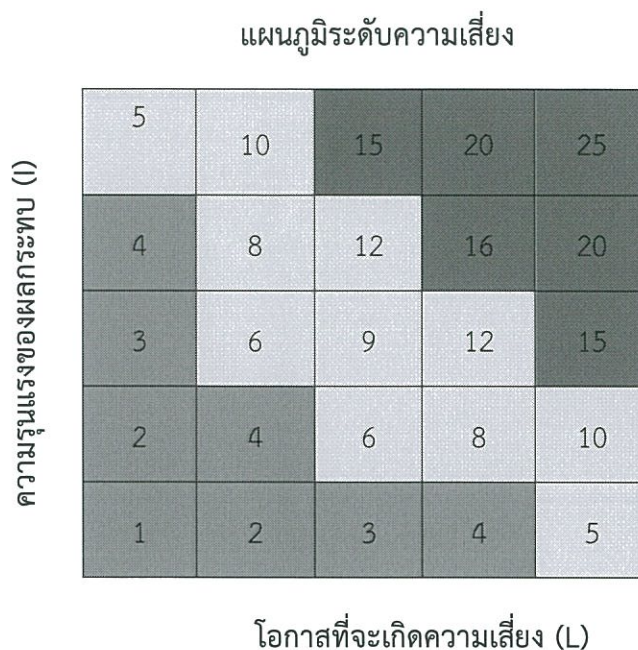 แผนภูมิระดับความเสี่ยง
ความรุนแรงของผลกระทบ (I)
5 10 15 20 25
4 8 12 16 20
3 6 9 12 15
2 4 6 8 10
1 2 3 4 5
โอกาสที่จะเกิดความเสี่ยง (L)